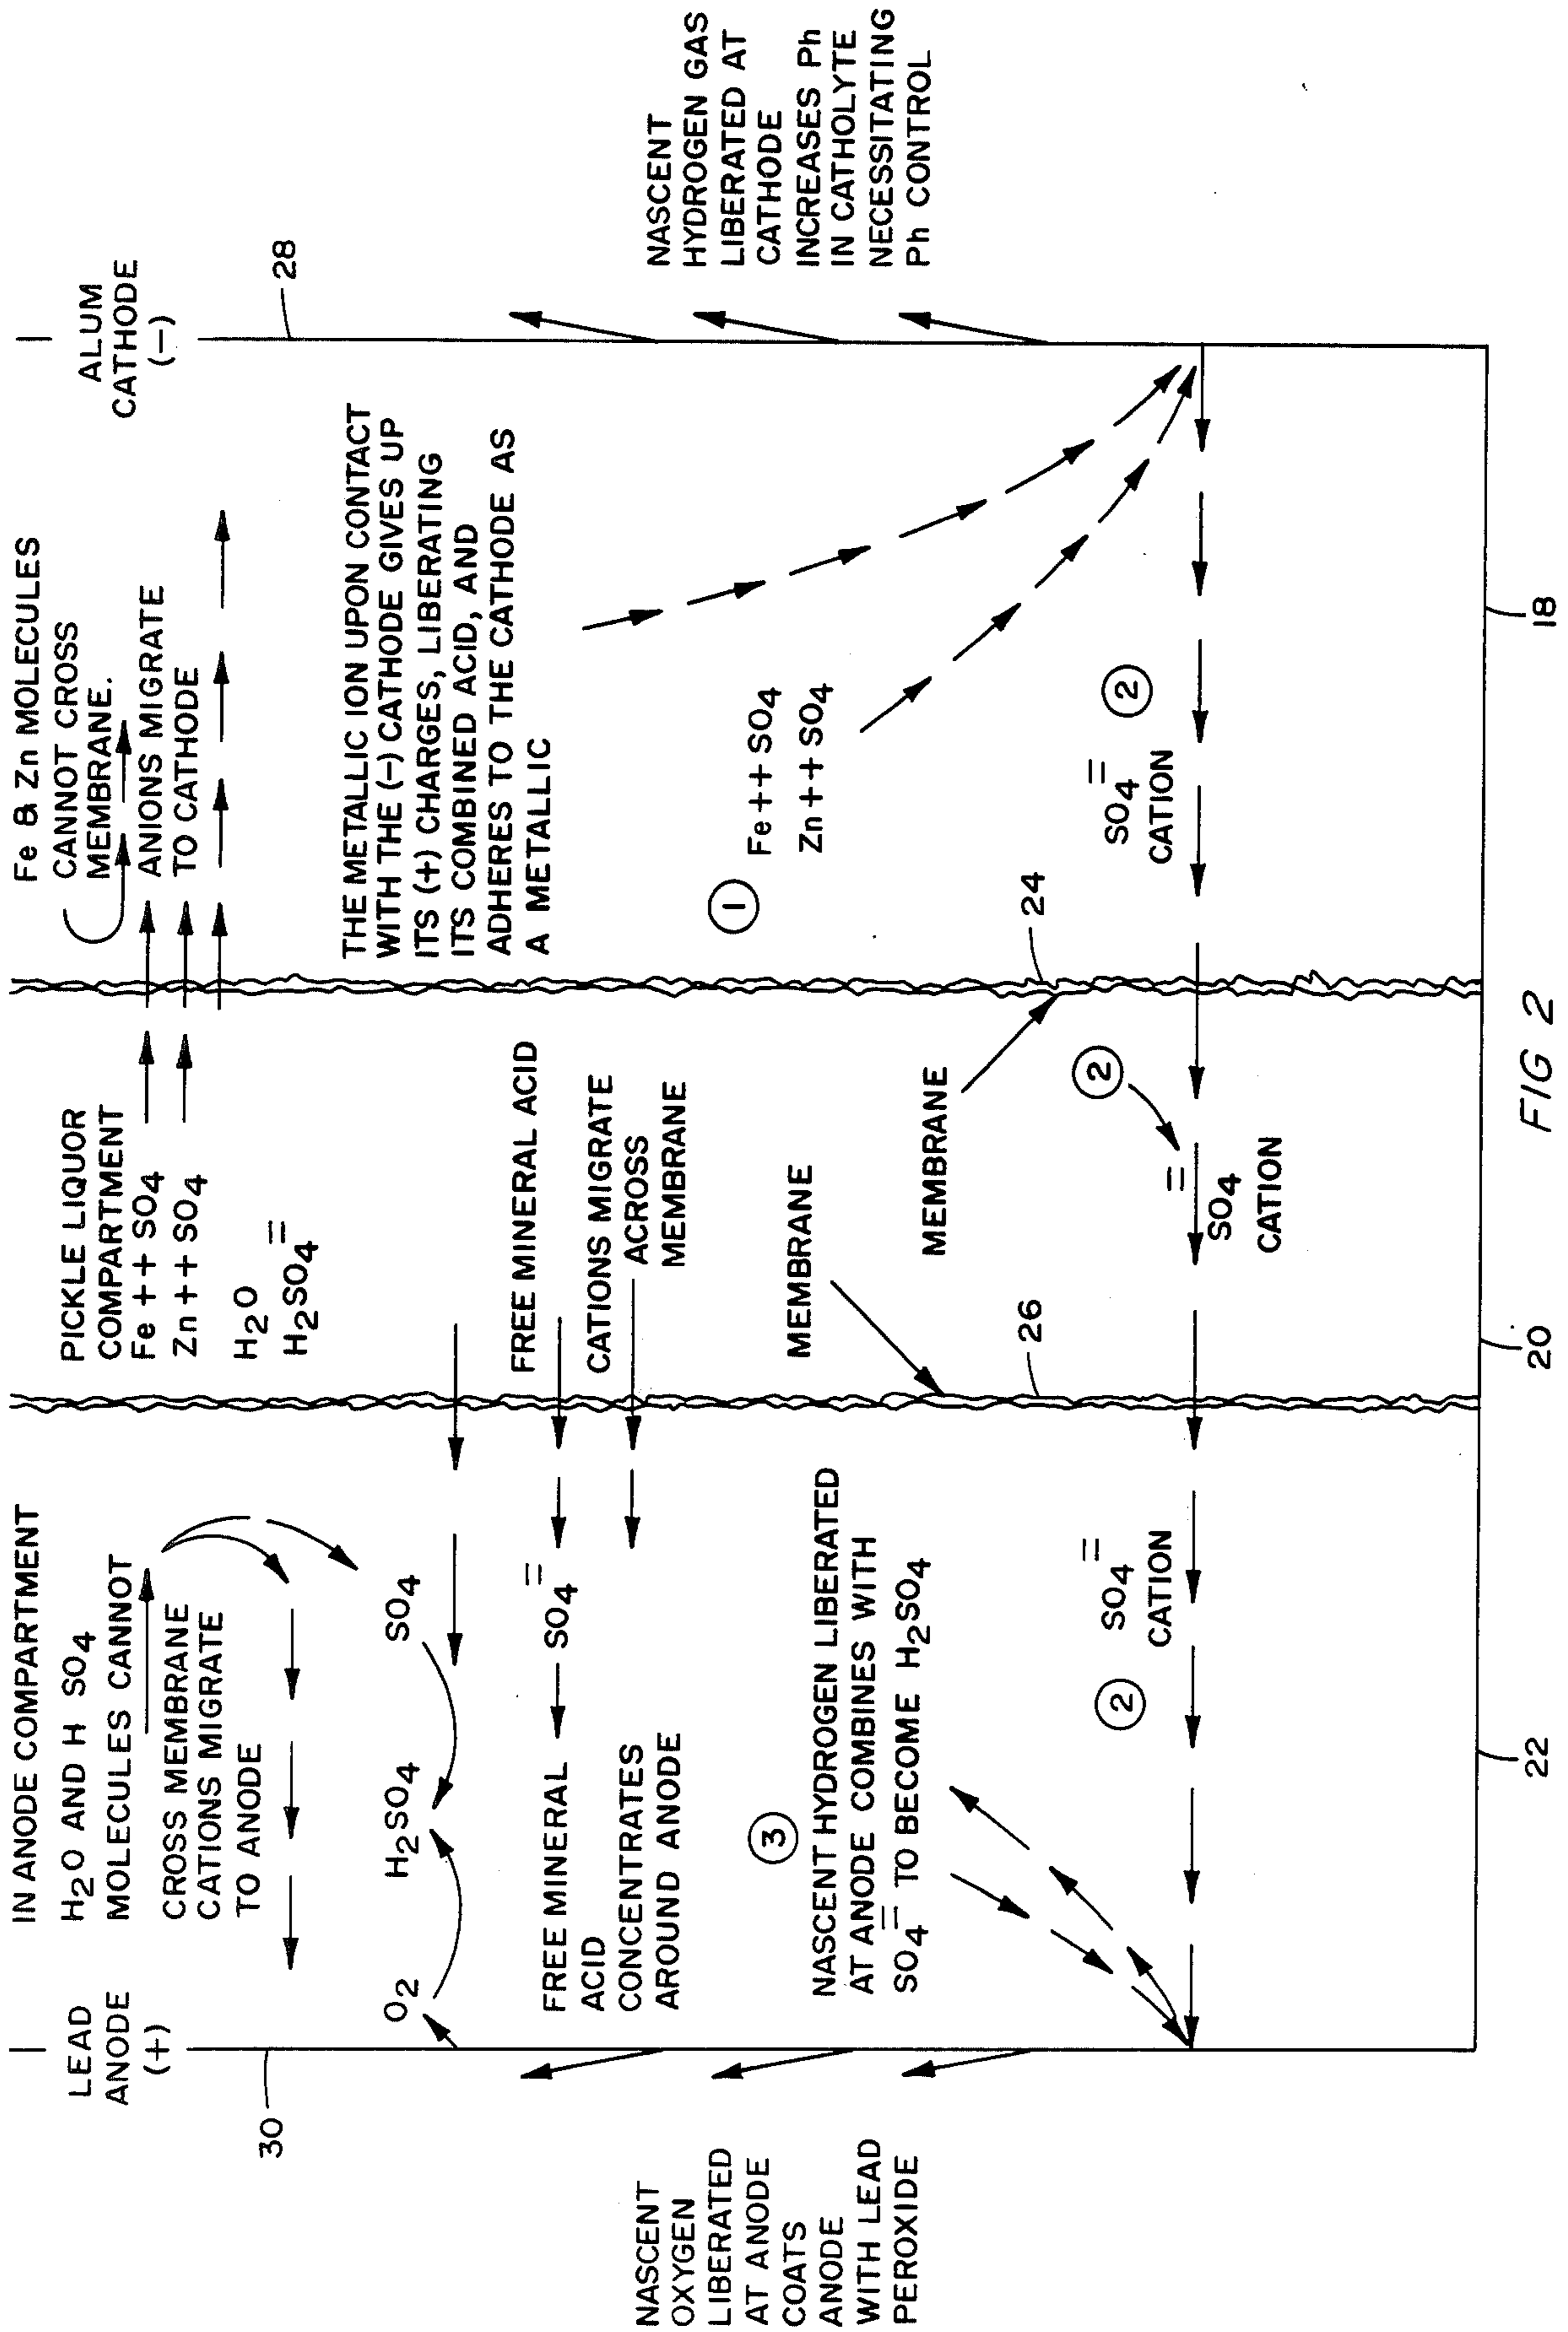 LEAD
ANODE
(+)
30
IN ANODE COMPARTMENT
H2O AND H SO4
MOLECULES CANNOT
CROSS MEMBRANE
CATIONS MIGRATE
TO ANODE
PICKLE LIQUOR
COMPARTMENT
Fe ++ SO4
Zn ++ SO4
H2O
H2SO4=
Fe & Zn MOLECULES
CANNOT CROSS
MEMBRANE.
ANIONS MIGRATE
TO CATHODE
ALUM
CATHODE
(-)
28
O2
H2SO4
SO4
THE METALLIC ION UPON CONTACT
WITH THE (-) CATHODE GIVES UP
ITS (+) CHARGES, LIBERATING
ITS COMBINED ACID, AND
ADHERES TO THE CATHODE AS
A METALLIC
FREE MINERAL
ACID
CONCENTRATES
AROUND ANODE
SO4=
FREE MINERAL ACID
CATIONS MIGRATE
ACROSS
MEMBRANE
NASCENT
OXYGEN
LIBERATED
AT ANODE
COATS
ANODE
WITH LEAD
PEROXIDE
NASCENT
HYDROGEN GAS
LIBERATED AT
CATHODE
INCREASES Ph
IN CATHOLYTE
NECESSITATING
Ph CONTROL
3
NASCENT HYDROGEN LIBERATED
AT ANODE COMBINES WITH
SO4= TO BECOME H2SO4
MEMBRANE
26
MEMBRANE
24
1
Fe ++ SO4
Zn ++ SO4
2
SO4=
CATION
2
=
SO4
CATION
SO4=
CATION
2
22
20
18
FIG 2